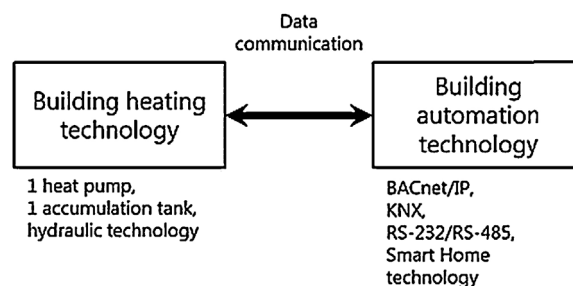 Data
communication
Building heating
technology
Building
automation
technology
1 heat pump,
1 accumulation tank,
hydraulic technology
BACnet/IP,
KNX,
RS-232/RS-485,
Smart Home
technology